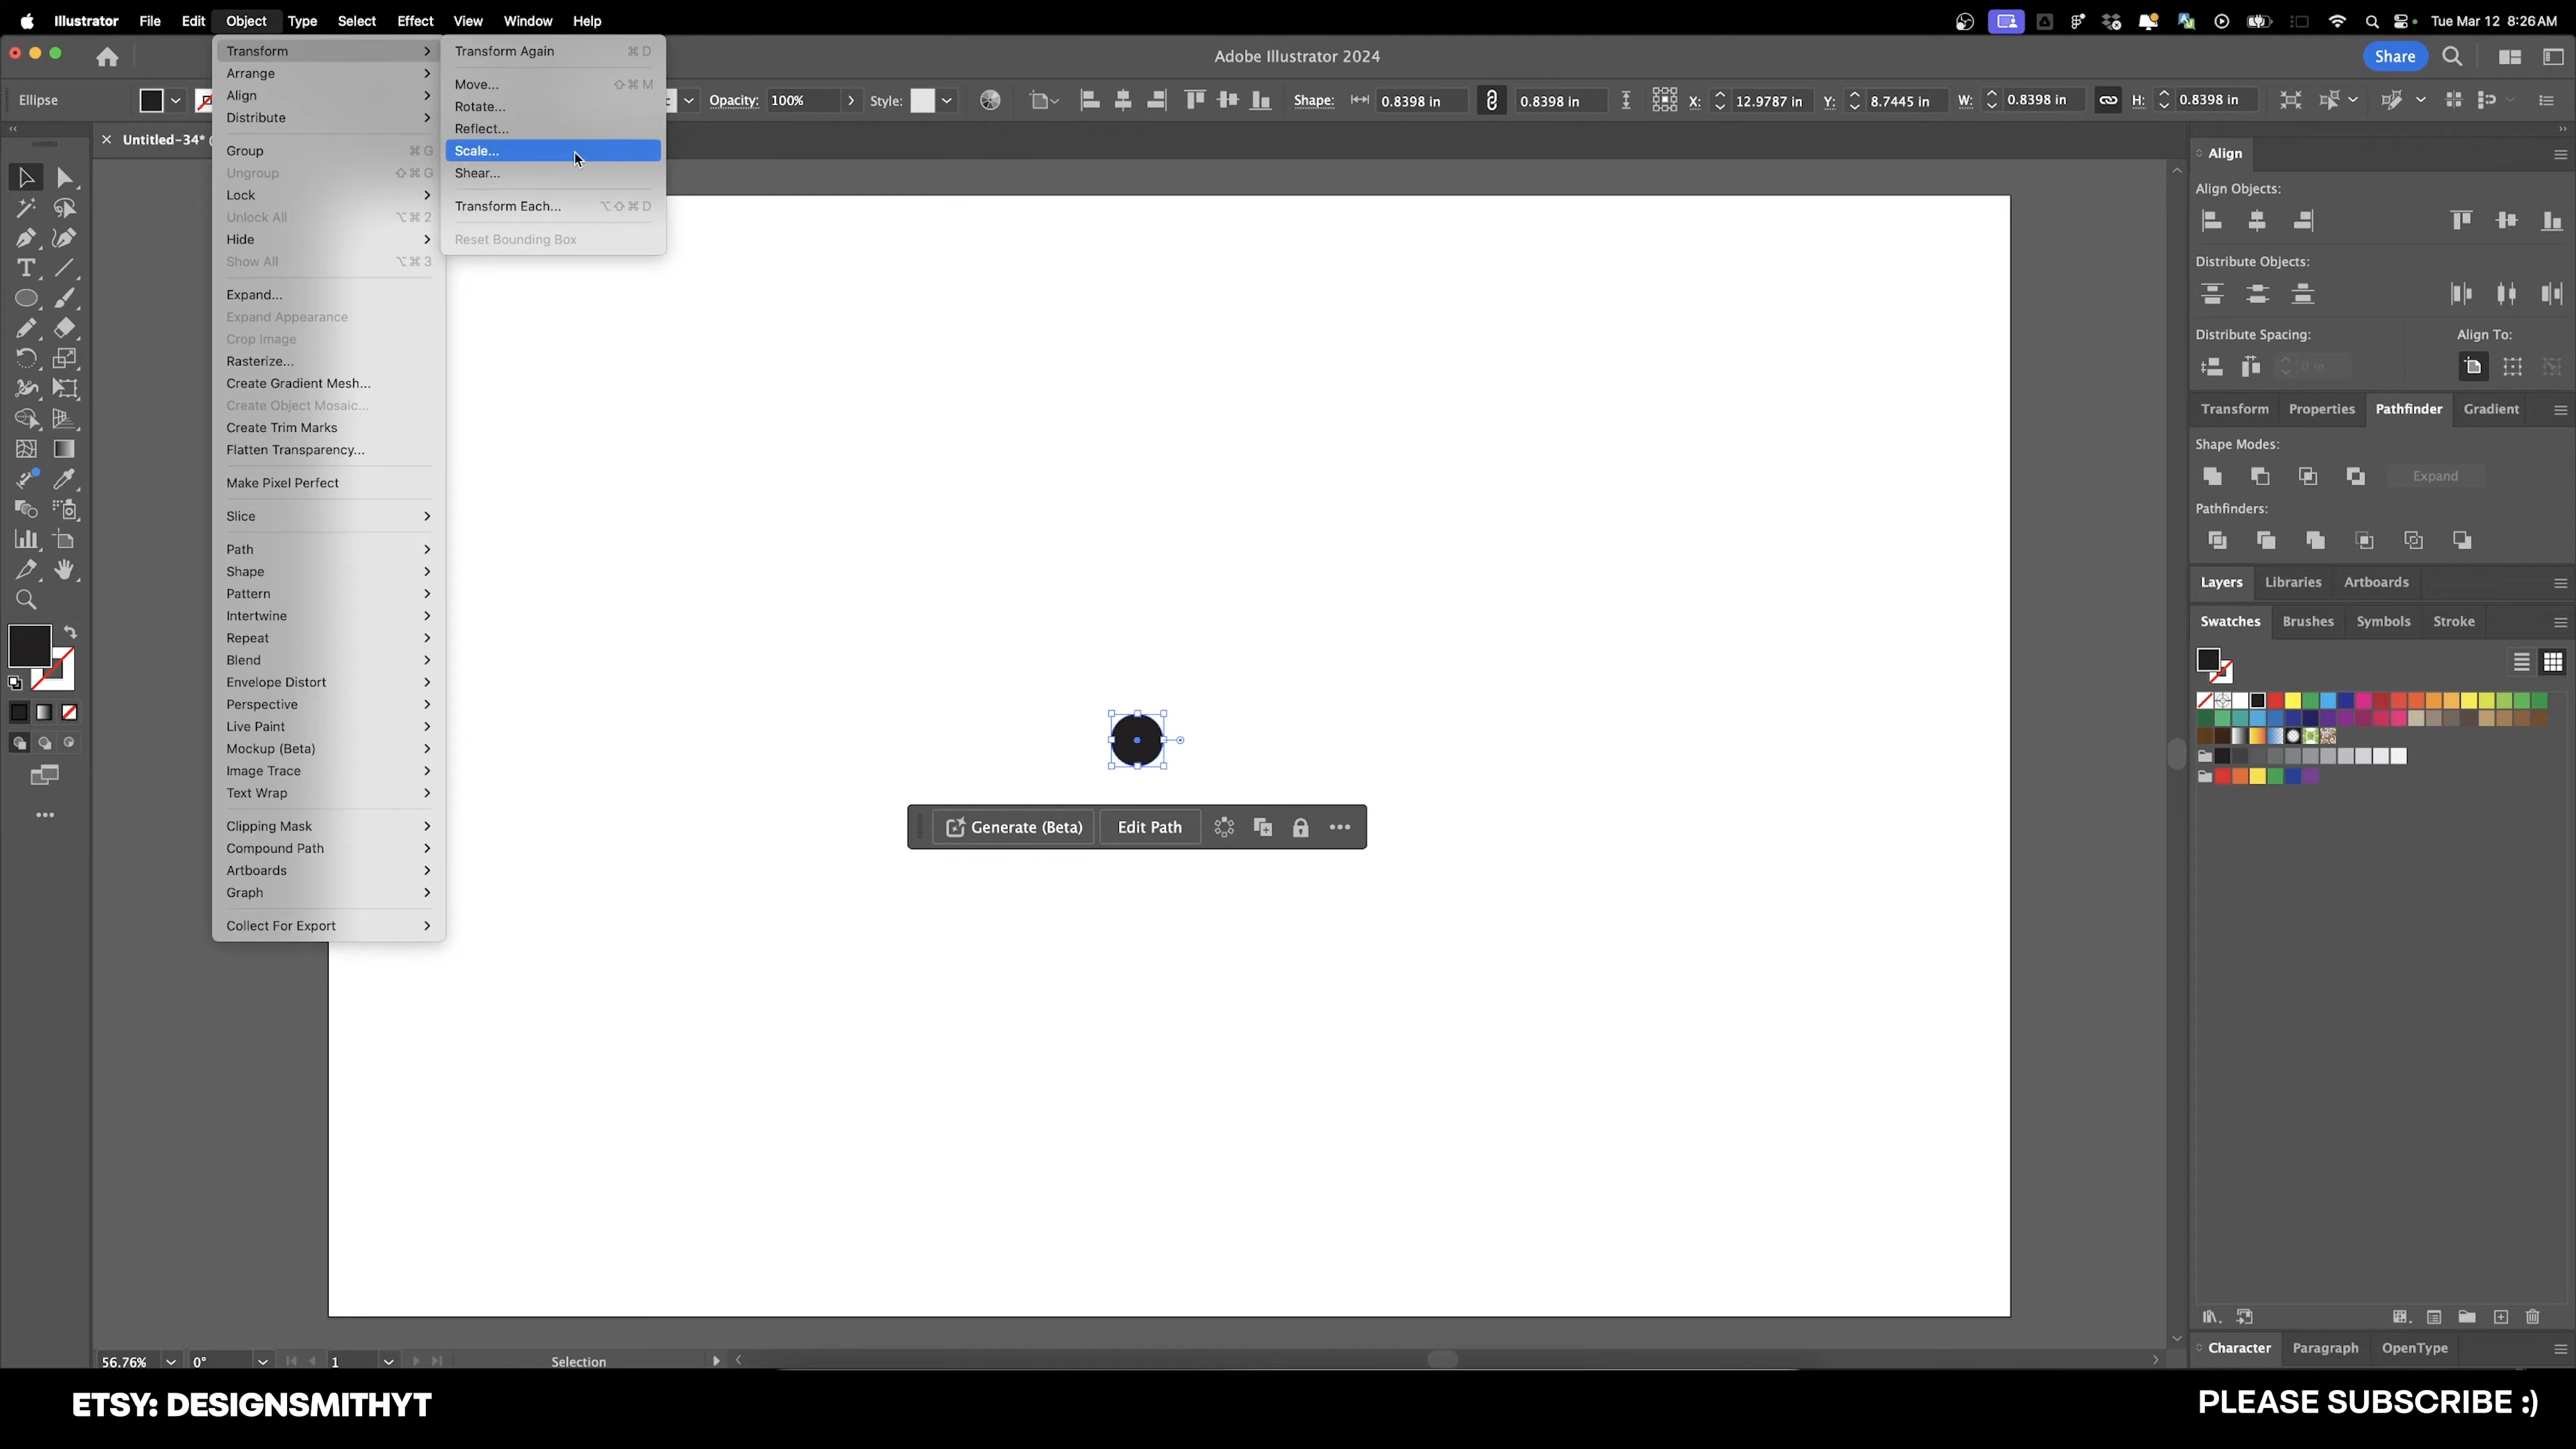 Illustrator File Edit Object Type Select Effect View Window Help
Tue Mar 12 8:26 AM
Adobe Illustrator 2024
Share
Ellipse
Opacity: 100%
Style:
Shape: 0.8398 in 0.8398 in X: 12.9787 in Y: 8.7445 in W: 0.8398 in H: 0.8398 in
Untitled-34*
Transform
Arrange
Align
Distribute
Group ⌘ G
Ungroup ⇧⌘ G
Lock
Unlock All ⌥⌘ 2
Hide
Show All ⌥⌘ 3
Expand...
Expand Appearance
Crop Image
Rasterize...
Create Gradient Mesh...
Create Object Mosaic...
Create Trim Marks
Flatten Transparency...
Make Pixel Perfect
Slice
Path
Shape
Pattern
Intertwine
Repeat
Blend
Envelope Distort
Perspective
Live Paint
Mockup (Beta)
Image Trace
Text Wrap
Clipping Mask
Compound Path
Artboards
Graph
Collect For Export
Transform Again ⌘ D
Move... ⇧⌘ M
Rotate...
Reflect...
Scale...
Shear...
Transform Each... ⌥⇧⌘ D
Reset Bounding Box
Generate (Beta) Edit Path
Align
Align Objects:
Distribute Objects:
Distribute Spacing: Align To:
0 in
Transform Properties Pathfinder Gradient
Shape Modes:
Expand
Pathfinders:
Layers Libraries Artboards
Swatches Brushes Symbols Stroke
Character Paragraph OpenType
56.76% 0° 1 Selection
ETSY: DESIGNSMITHYT
PLEASE SUBSCRIBE :)